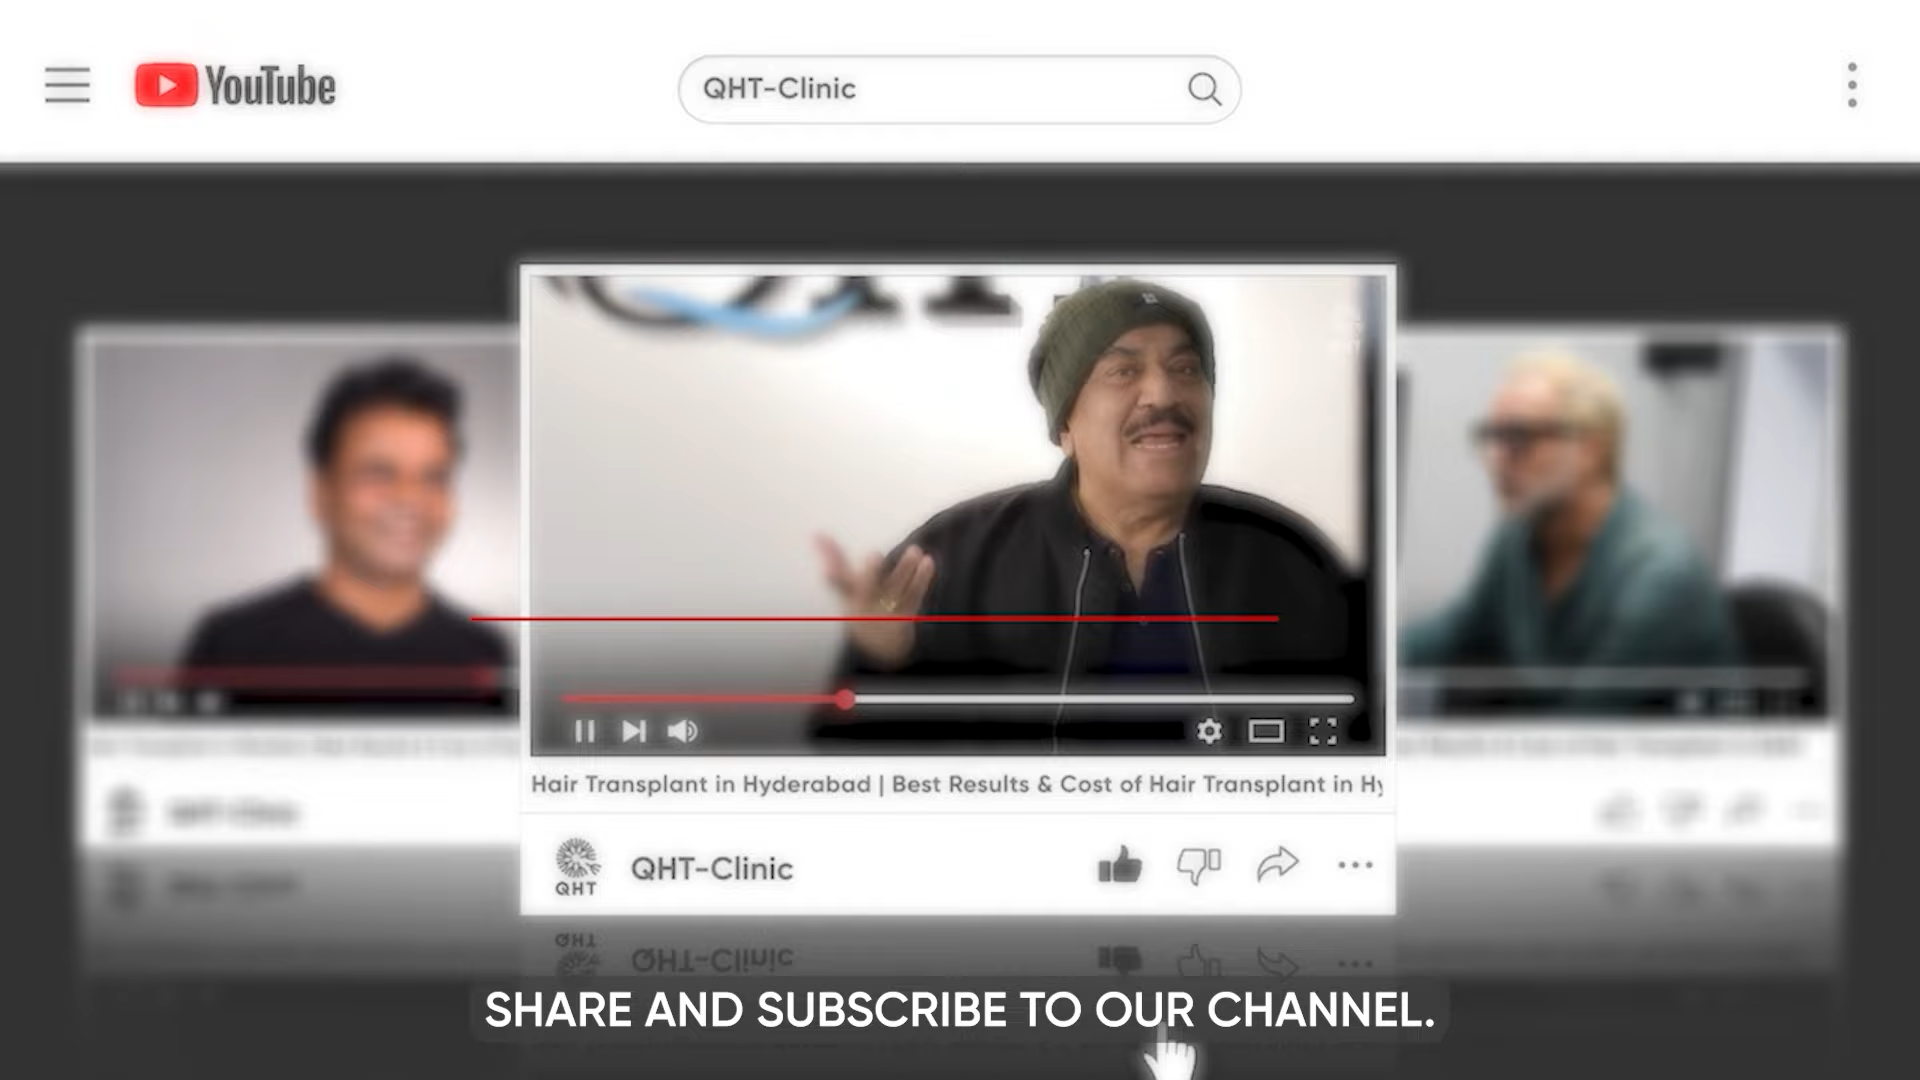 YouTube
QHT-Clinic
Hair Transplant in Hyderabad | Best Results & Cost of Hair Transplant in Hy
QHT
QHT-Clinic
SHARE AND SUBSCRIBE TO OUR CHANNEL.